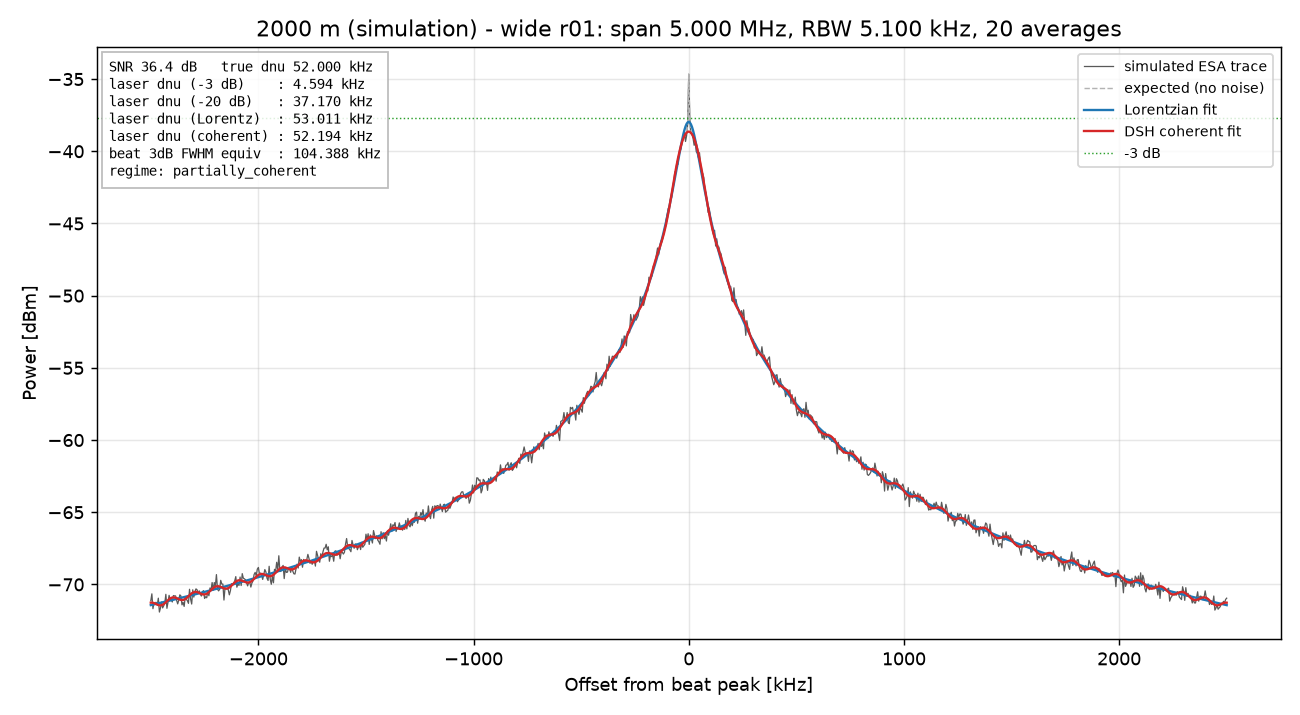 2000 m (simulation) - wide r01: span 5.000 MHz, RBW 5.100 kHz, 20 averages
SNR 36.4 dB   true dnu 52.000 kHz
laser dnu (-3 dB)    : 4.594 kHz
laser dnu (-20 dB)   : 37.170 kHz
laser dnu (Lorentz)  : 53.011 kHz
laser dnu (coherent) : 52.194 kHz
beat 3dB FWHM equiv  : 104.388 kHz
regime: partially_coherent
simulated ESA trace
expected (no noise)
Lorentzian fit
DSH coherent fit
-3 dB
Power [dBm]
−35
−40
−45
−50
−55
−60
−65
−70
−2000
−1000
0
1000
2000
Offset from beat peak [kHz]